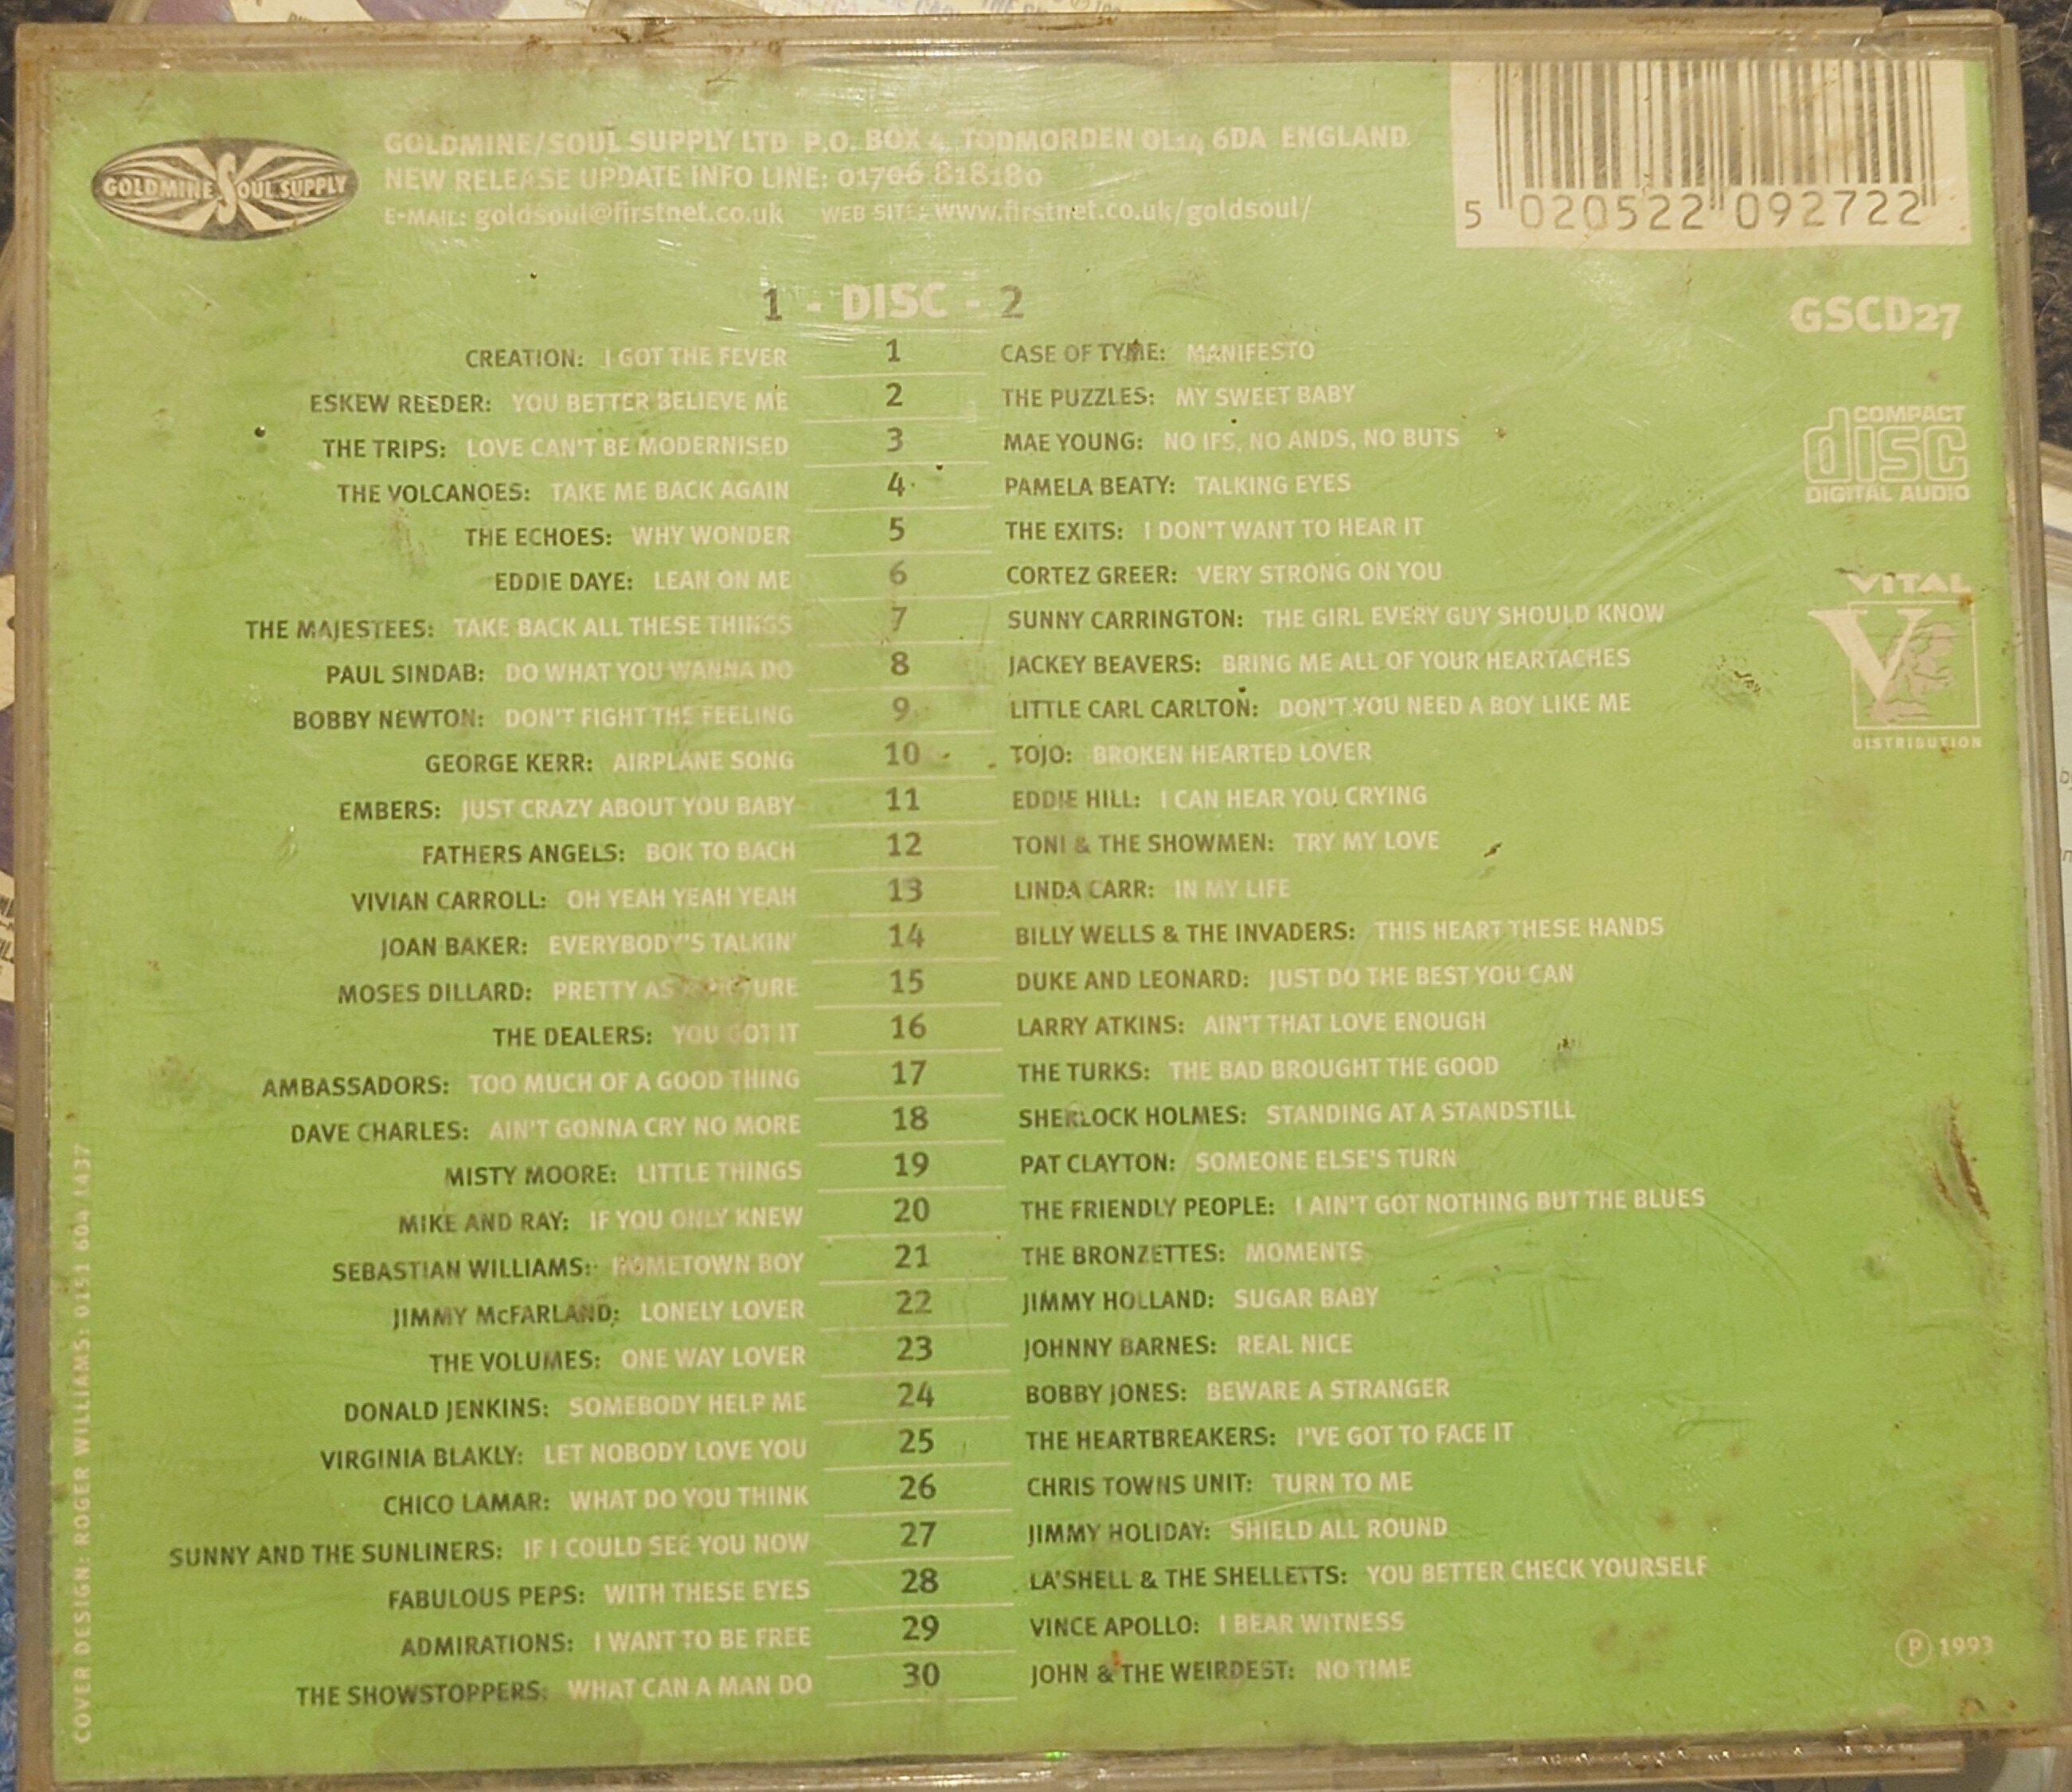 GOLDMINE SOUL SUPPLY
GOLDMINE/SOUL SUPPLY LTD P.O. BOX 4, TODMORDEN OL14 6DA ENGLAND
NEW RELEASE UPDATE INFO LINE: 01706 818180
E-MAIL: goldsoul@firstnet.co.uk WEB SITE: www.firstnet.co.uk/goldsoul/
5 020522 092722
1 - DISC - 2
GSCD27
CREATION: I GOT THE FEVER 1 CASE OF TYME: MANIFESTO
ESKEW REEDER: YOU BETTER BELIEVE ME 2 THE PUZZLES: MY SWEET BABY
THE TRIPS: LOVE CAN'T BE MODERNISED 3 MAE YOUNG: NO IFS, NO ANDS, NO BUTS
THE VOLCANOES: TAKE ME BACK AGAIN 4 PAMELA BEATY: TALKING EYES
THE ECHOES: WHY WONDER 5 THE EXITS: I DON'T WANT TO HEAR IT
EDDIE DAYE: LEAN ON ME 6 CORTEZ GREER: VERY STRONG ON YOU
THE MAJESTEES: TAKE BACK ALL THESE THINGS 7 SUNNY CARRINGTON: THE GIRL EVERY GUY SHOULD KNOW
PAUL SINDAB: DO WHAT YOU WANNA DO 8 JACKEY BEAVERS: BRING ME ALL OF YOUR HEARTACHES
BOBBY NEWTON: DON'T FIGHT THE FEELING 9 LITTLE CARL CARLTON: DON'T YOU NEED A BOY LIKE ME
GEORGE KERR: AIRPLANE SONG 10 TOJO: BROKEN HEARTED LOVER
EMBERS: JUST CRAZY ABOUT YOU BABY 11 EDDIE HILL: I CAN HEAR YOU CRYING
FATHERS ANGELS: BOK TO BACH 12 TONI & THE SHOWMEN: TRY MY LOVE
VIVIAN CARROLL: OH YEAH YEAH YEAH 13 LINDA CARR: IN MY LIFE
JOAN BAKER: EVERYBODY'S TALKIN' 14 BILLY WELLS & THE INVADERS: THIS HEART THESE HANDS
MOSES DILLARD: PRETTY AS A PICTURE 15 DUKE AND LEONARD: JUST DO THE BEST YOU CAN
THE DEALERS: YOU GOT IT 16 LARRY ATKINS: AIN'T THAT LOVE ENOUGH
AMBASSADORS: TOO MUCH OF A GOOD THING 17 THE TURKS: THE BAD BROUGHT THE GOOD
DAVE CHARLES: AIN'T GONNA CRY NO MORE 18 SHERLOCK HOLMES: STANDING AT A STANDSTILL
MISTY MOORE: LITTLE THINGS 19 PAT CLAYTON: SOMEONE ELSE'S TURN
MIKE AND RAY: IF YOU ONLY KNEW 20 THE FRIENDLY PEOPLE: I AIN'T GOT NOTHING BUT THE BLUES
SEBASTIAN WILLIAMS: HOMETOWN BOY 21 THE BRONZETTES: MOMENTS
JIMMY McFARLAND: LONELY LOVER 22 JIMMY HOLLAND: SUGAR BABY
THE VOLUMES: ONE WAY LOVER 23 JOHNNY BARNES: REAL NICE
DONALD JENKINS: SOMEBODY HELP ME 24 BOBBY JONES: BEWARE A STRANGER
VIRGINIA BLAKLY: LET NOBODY LOVE YOU 25 THE HEARTBREAKERS: I'VE GOT TO FACE IT
CHICO LAMAR: WHAT DO YOU THINK 26 CHRIS TOWNS UNIT: TURN TO ME
SUNNY AND THE SUNLINERS: IF I COULD SEE YOU NOW 27 JIMMY HOLIDAY: SHIELD ALL ROUND
FABULOUS PEPS: WITH THESE EYES 28 LA'SHELL & THE SHELLETTS: YOU BETTER CHECK YOURSELF
ADMIRATIONS: I WANT TO BE FREE 29 VINCE APOLLO: I BEAR WITNESS
THE SHOWSTOPPERS: WHAT CAN A MAN DO 30 JOHN & THE WEIRDEST: NO TIME
COMPACT
disc
DIGITAL AUDIO
VITAL
V
DISTRIBUTION
℗ 1993
COVER DESIGN: ROGER WILLIAMS: 0151 604 1437